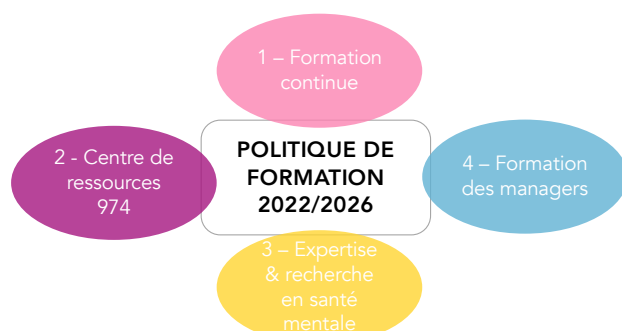 1 – Formation
continue
2 - Centre de
ressources
974
POLITIQUE DE
FORMATION
2022/2026
4 – Formation
des managers
3 – Expertise
& recherche
en santé
mentale